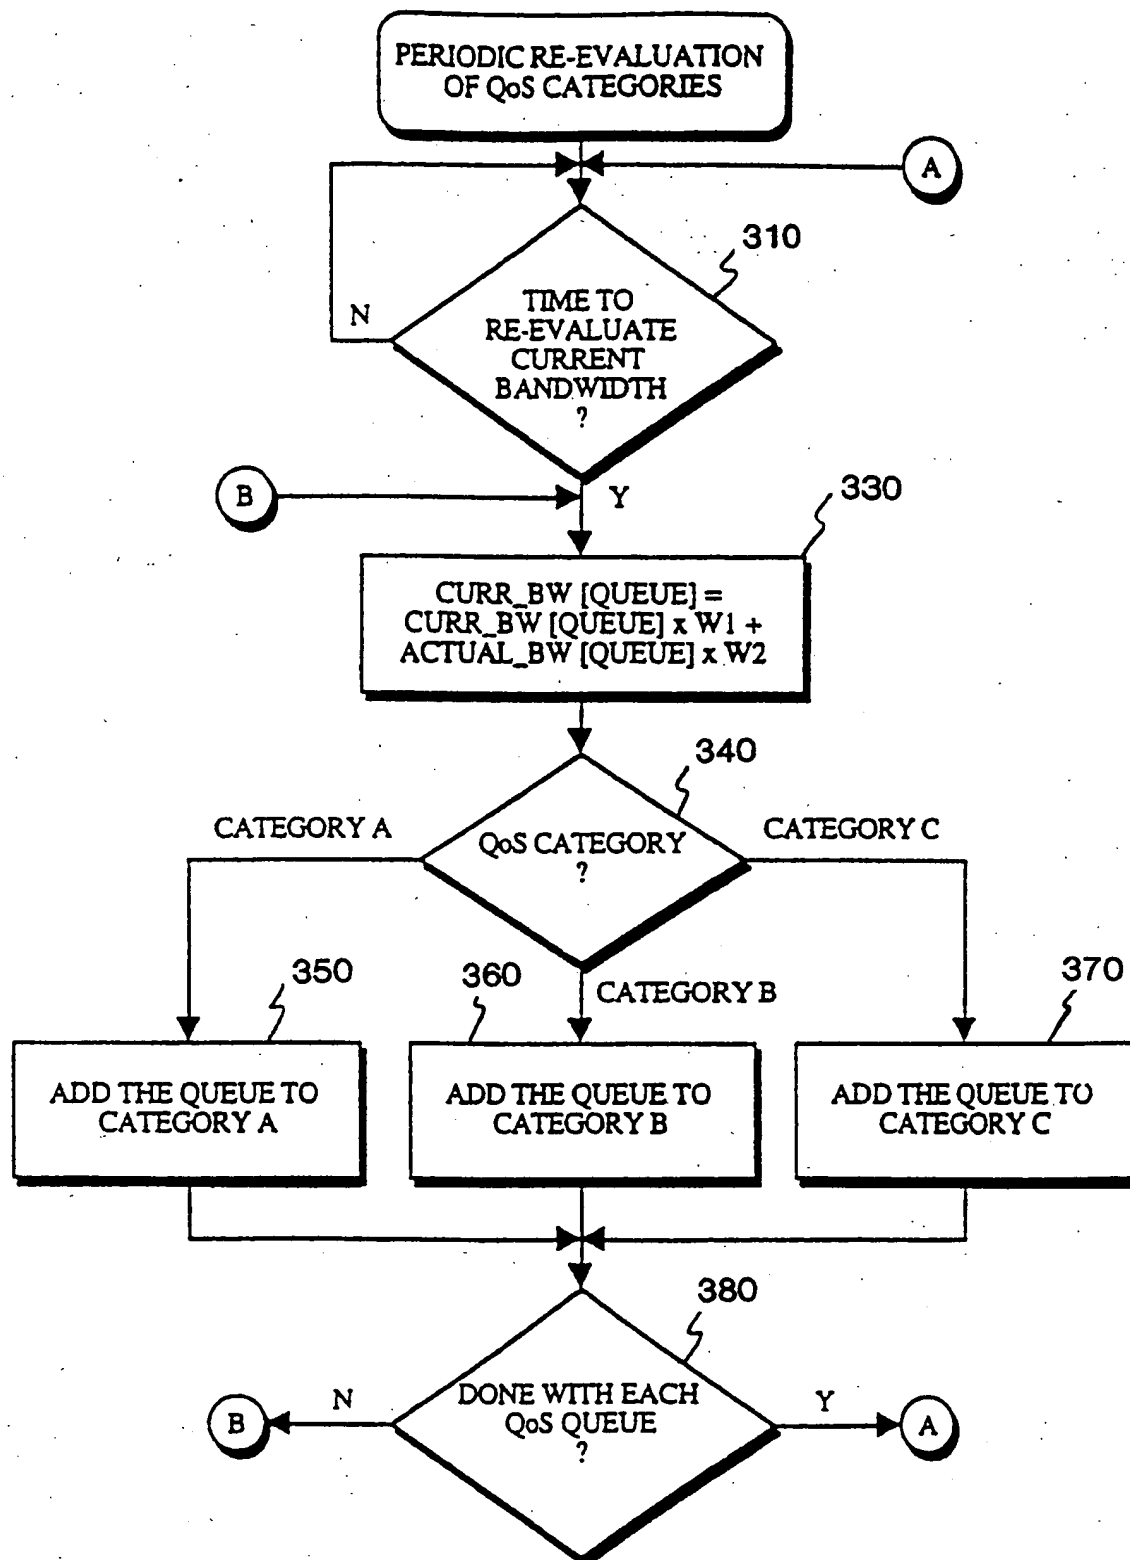 PERIODIC RE-EVALUATION
OF QoS CATEGORIES
A
310
N
TIME TO
RE-EVALUATE
CURRENT
BANDWIDTH
?
B
Y
330
CURR_BW [QUEUE] =
CURR_BW [QUEUE] x W1 +
ACTUAL_BW [QUEUE] x W2
340
CATEGORY A
QoS CATEGORY
?
CATEGORY C
350
360
CATEGORY B
370
ADD THE QUEUE TO
CATEGORY A
ADD THE QUEUE TO
CATEGORY B
ADD THE QUEUE TO
CATEGORY C
380
B
N
DONE WITH EACH
QoS QUEUE
?
Y
A